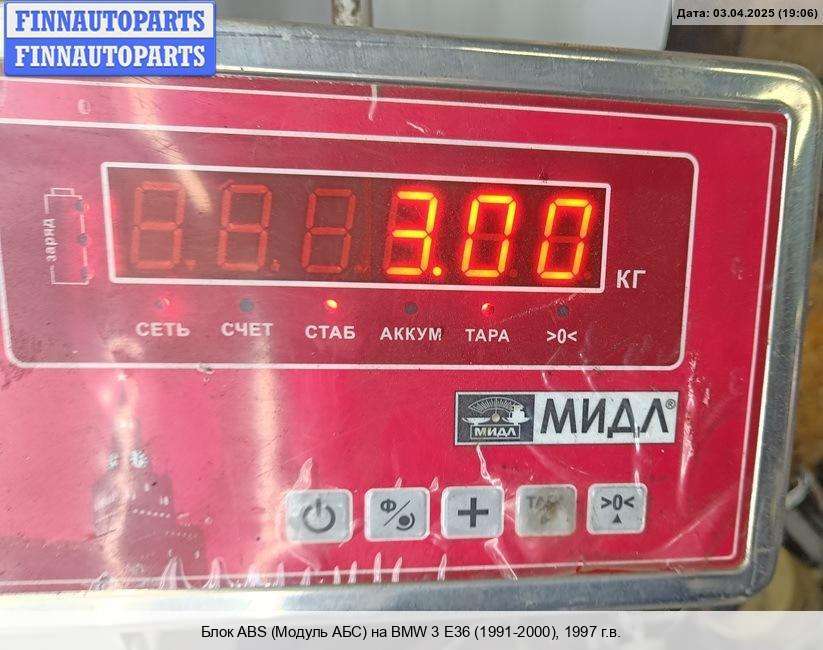 FINNAUTOPARTS
FINNAUTOPARTS
Дата: 03.04.2025 (19:06)
заряд
3.00
КГ
СЕТЬ СЧЕТ СТАБ АККУМ ТАРА >0<
МИДЛ
МИДЛ®
>0<
Блок ABS (Модуль АБС) на BMW 3 E36 (1991-2000), 1997 г.в.